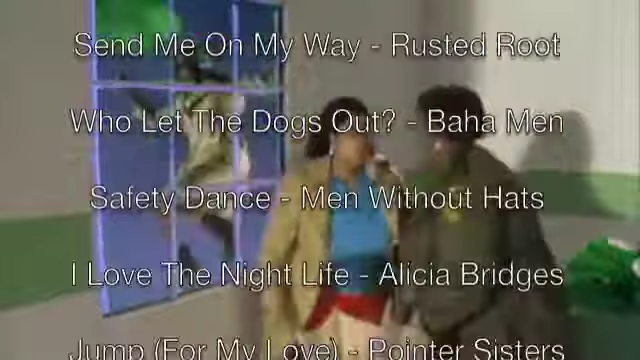 Send Me On My Way - Rusted Root
Who Let The Dogs Out? - Baha Men
Safety Dance - Men Without Hats
I Love The Night Life - Alicia Bridges
Jump (For My Love) - Pointer Sisters